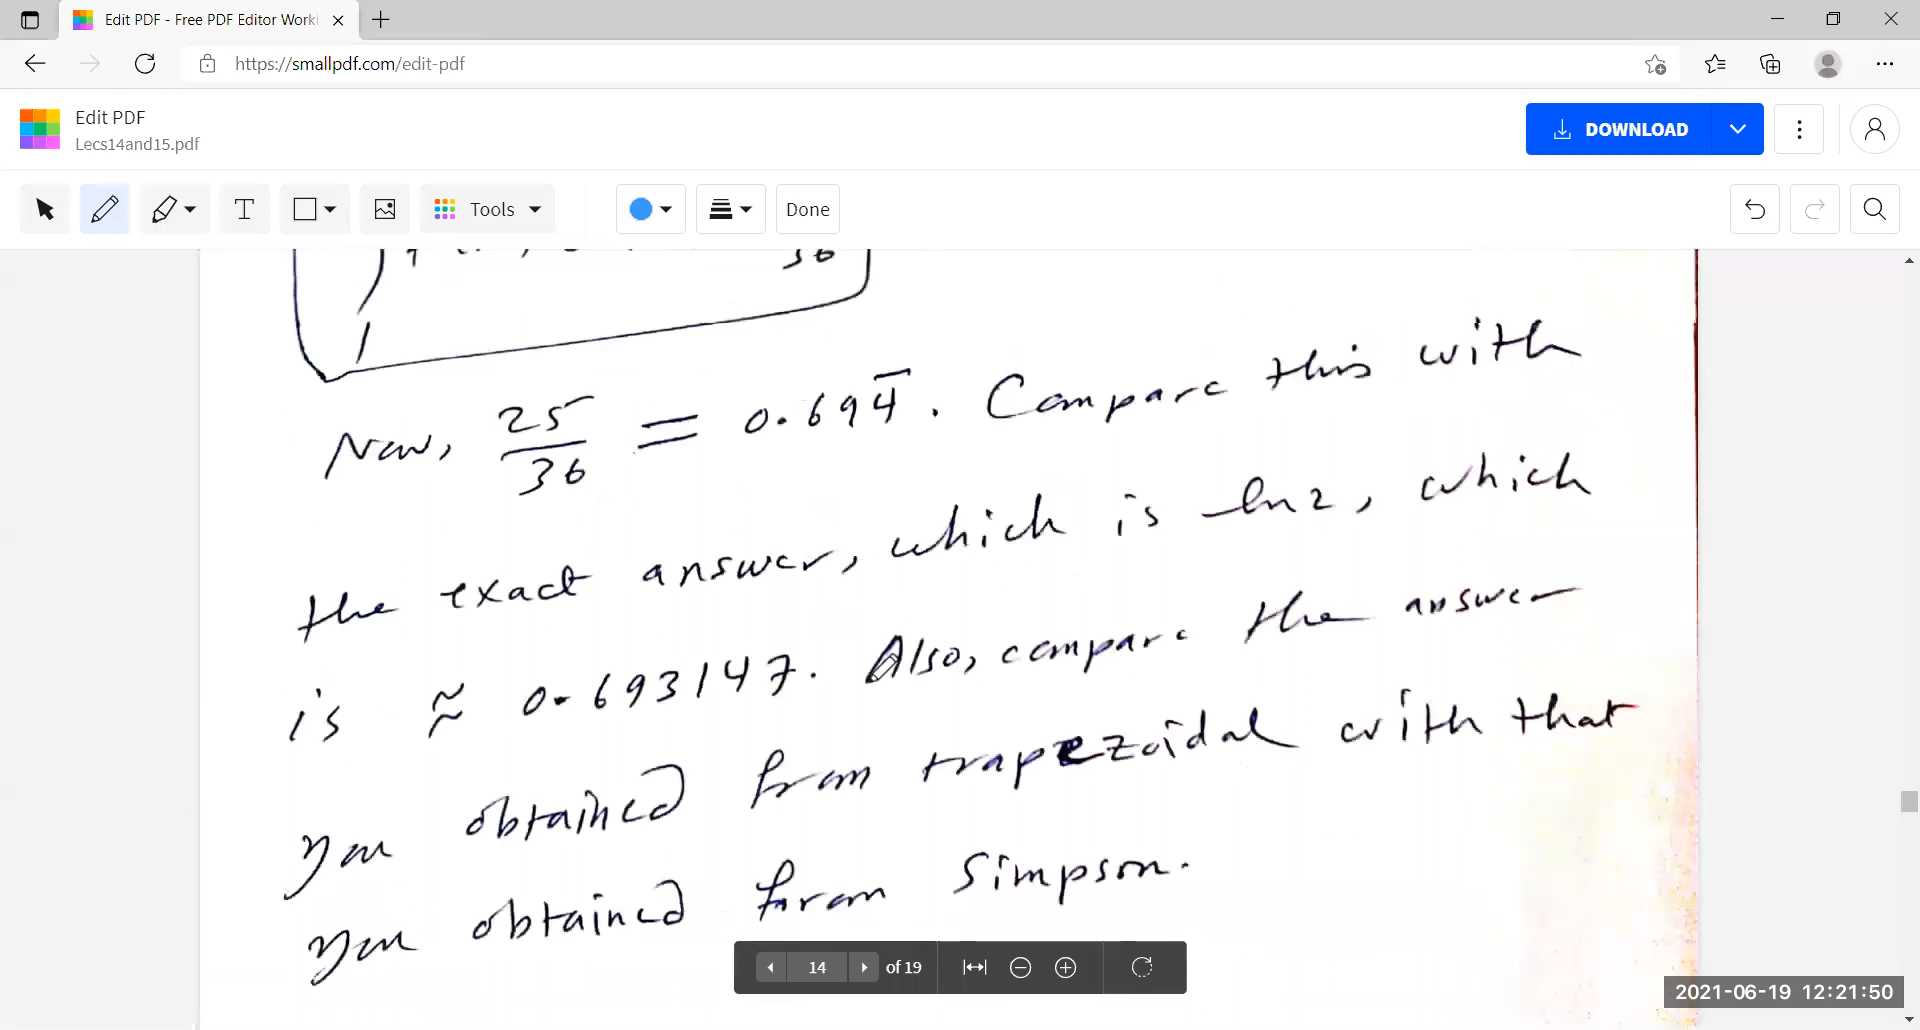 Edit PDF - Free PDF Editor Worki
https://smallpdf.com/edit-pdf
Edit PDF
Lecs14and15.pdf
DOWNLOAD
T Tools Done
36
Now, 25/36 = 0.694̅. Compare this with
the exact answer, which is ln 2, which
is ≈ 0.693147. Also, compare the answer
you obtained from trapezoidal with that
you obtained from Simpson.
14 of 19
2021-06-19 12:21:50